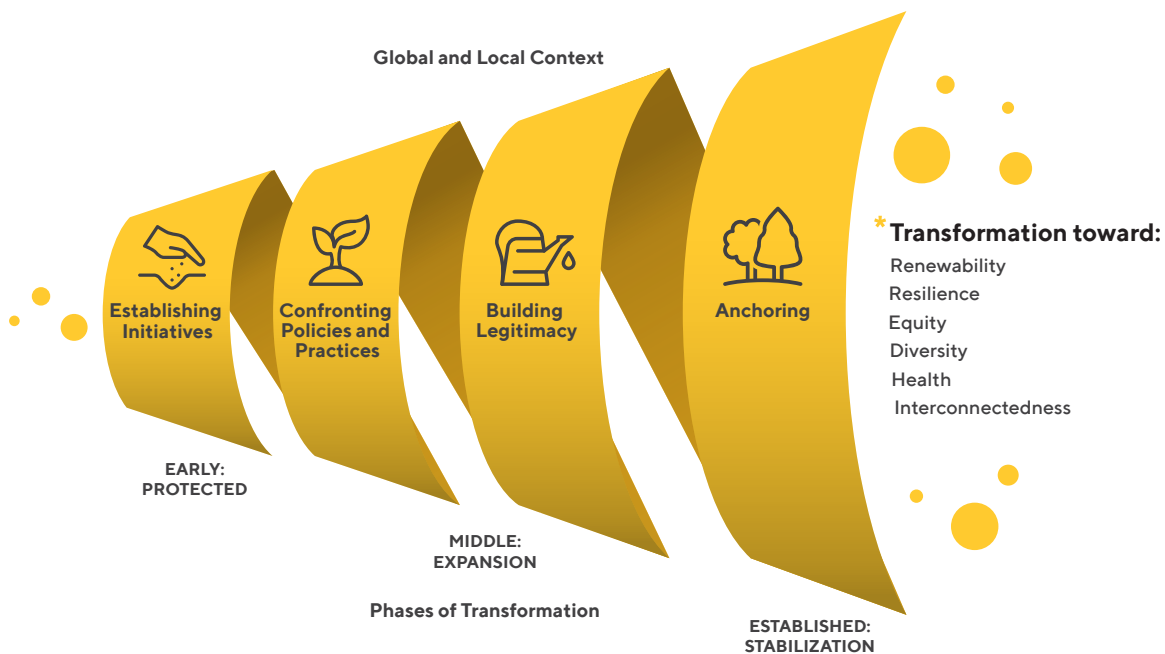 Global and Local Context
Establishing
Initiatives
Confronting
Policies and
Practices
Building
Legitimacy
Anchoring
* Transformation toward:
Renewability
Resilience
Equity
Diversity
Health
Interconnectedness
EARLY:
PROTECTED
MIDDLE:
EXPANSION
Phases of Transformation
ESTABLISHED:
STABILIZATION